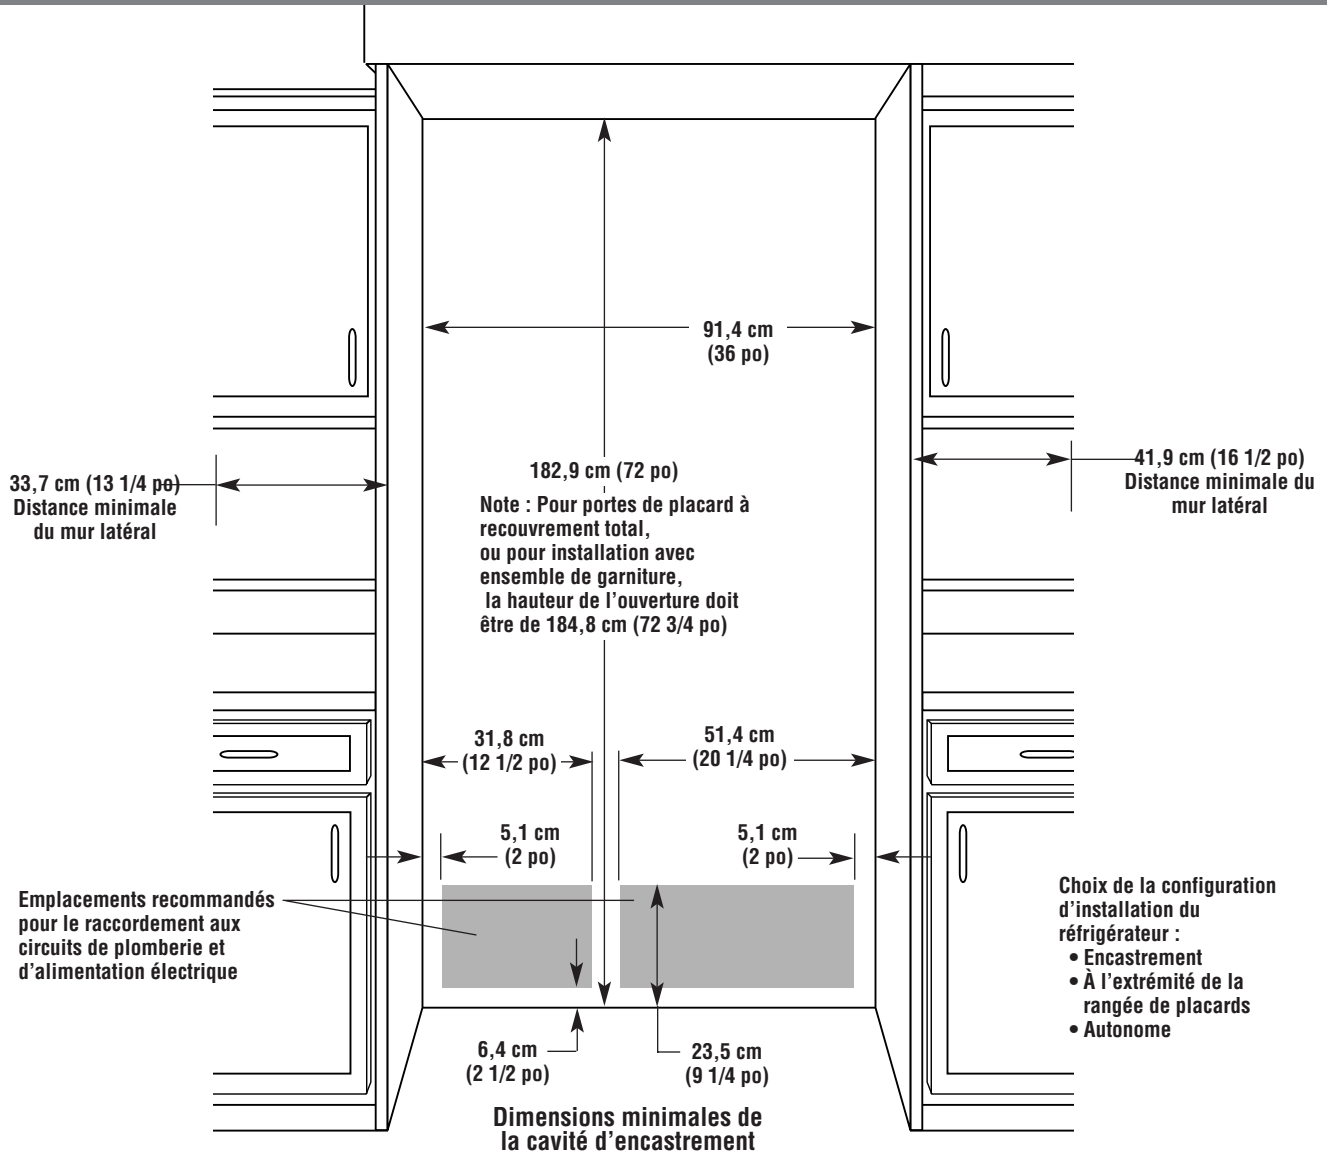 91,4 cm
(36 po)
182,9 cm (72 po)
Note : Pour portes de placard à
recouvrement total,
ou pour installation avec
ensemble de garniture,
la hauteur de l’ouverture doit
être de 184,8 cm (72 3/4 po)
33,7 cm (13 1/4 po)
Distance minimale
du mur latéral
41,9 cm (16 1/2 po)
Distance minimale du
mur latéral
31,8 cm
(12 1/2 po)
51,4 cm
(20 1/4 po)
5,1 cm
(2 po)
5,1 cm
(2 po)
Emplacements recommandés
pour le raccordement aux
circuits de plomberie et
d’alimentation électrique
Choix de la configuration
d’installation du
réfrigérateur :
• Encastrement
• À l’extrémité de la
rangée de placards
• Autonome
6,4 cm
(2 1/2 po)
23,5 cm
(9 1/4 po)
Dimensions minimales de
la cavité d’encastrement